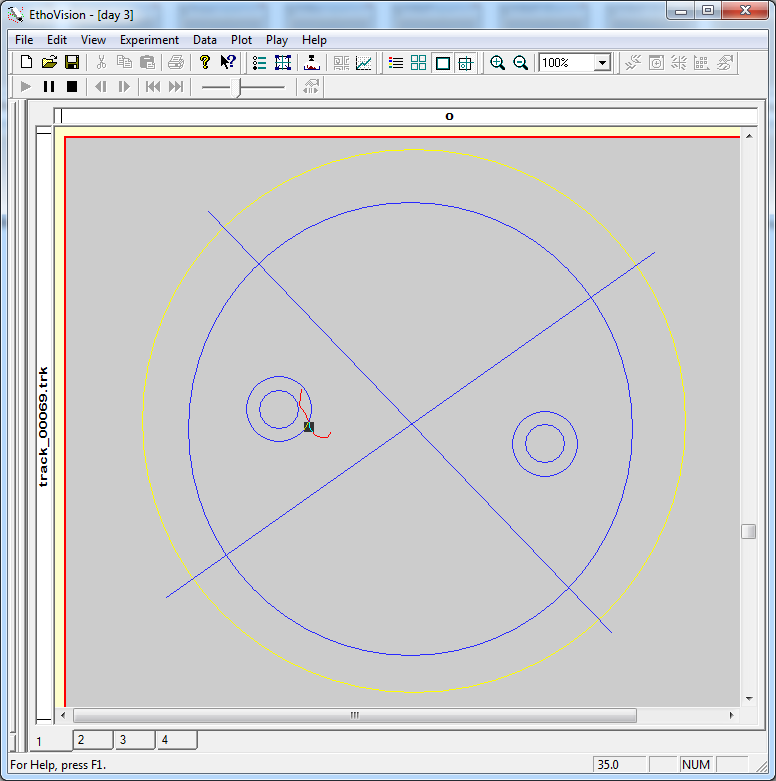 EthoVision - [day 3]
File Edit View Experiment Data Plot Play Help
100%
o
track_00069.trk
1 2 3 4
For Help, press F1. 35.0 NUM